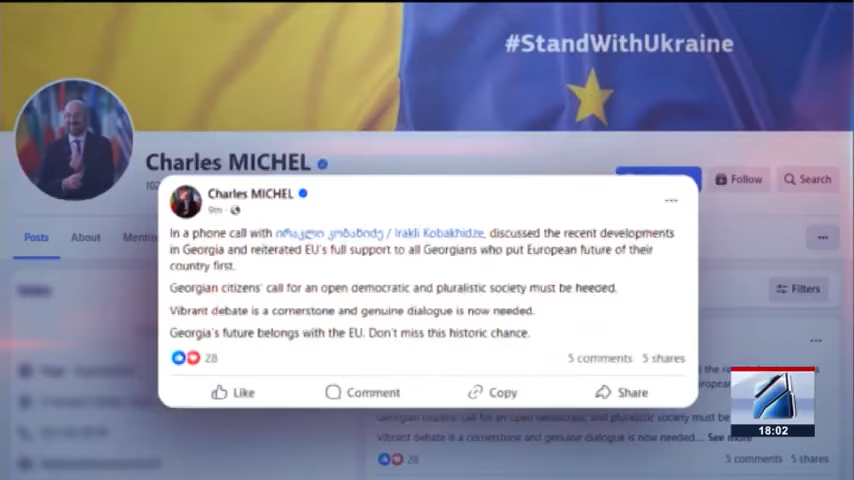 #StandWithUkraine
Charles MICHEL
Follow
Search
Posts
About
Filters
Charles MICHEL
9m
In a phone call with ირაკლი კობახიძე / Irakli Kobakhidze, discussed the recent developments
in Georgia and reiterated EU's full support to all Georgians who put European future of their
country first.
Georgian citizens' call for an open democratic and pluralistic society must be heeded.
Vibrant debate is a cornerstone and genuine dialogue is now needed.
Georgia's future belongs with the EU. Don't miss this historic chance.
28
5 comments 5 shares
Like
Comment
Copy
Share
Georgian citizens' call for an open democratic and pluralistic society must be
Vibrant debate is a cornerstone and genuine dialogue is now needed.... See more
28
5 comments 5 shares
18:02